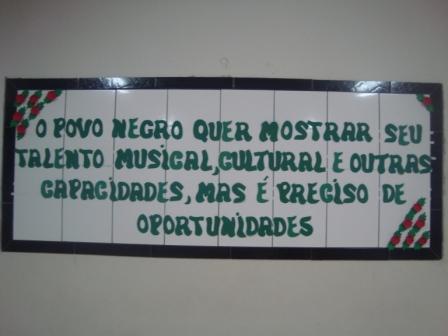 O POVO NEGRO QUER MOSTRAR SEU
TALENTO MUSICAL, CULTURAL E OUTRAS
CAPACIDADES, MAS É PRECISO DE
OPORTUNIDADES